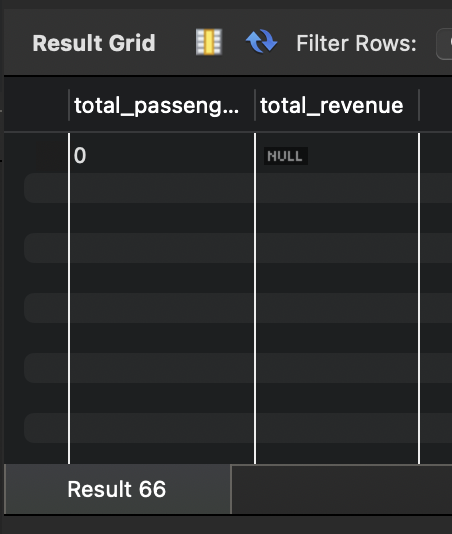 Result Grid Filter Rows:
total_passeng... total_revenue
0 NULL
Result 66